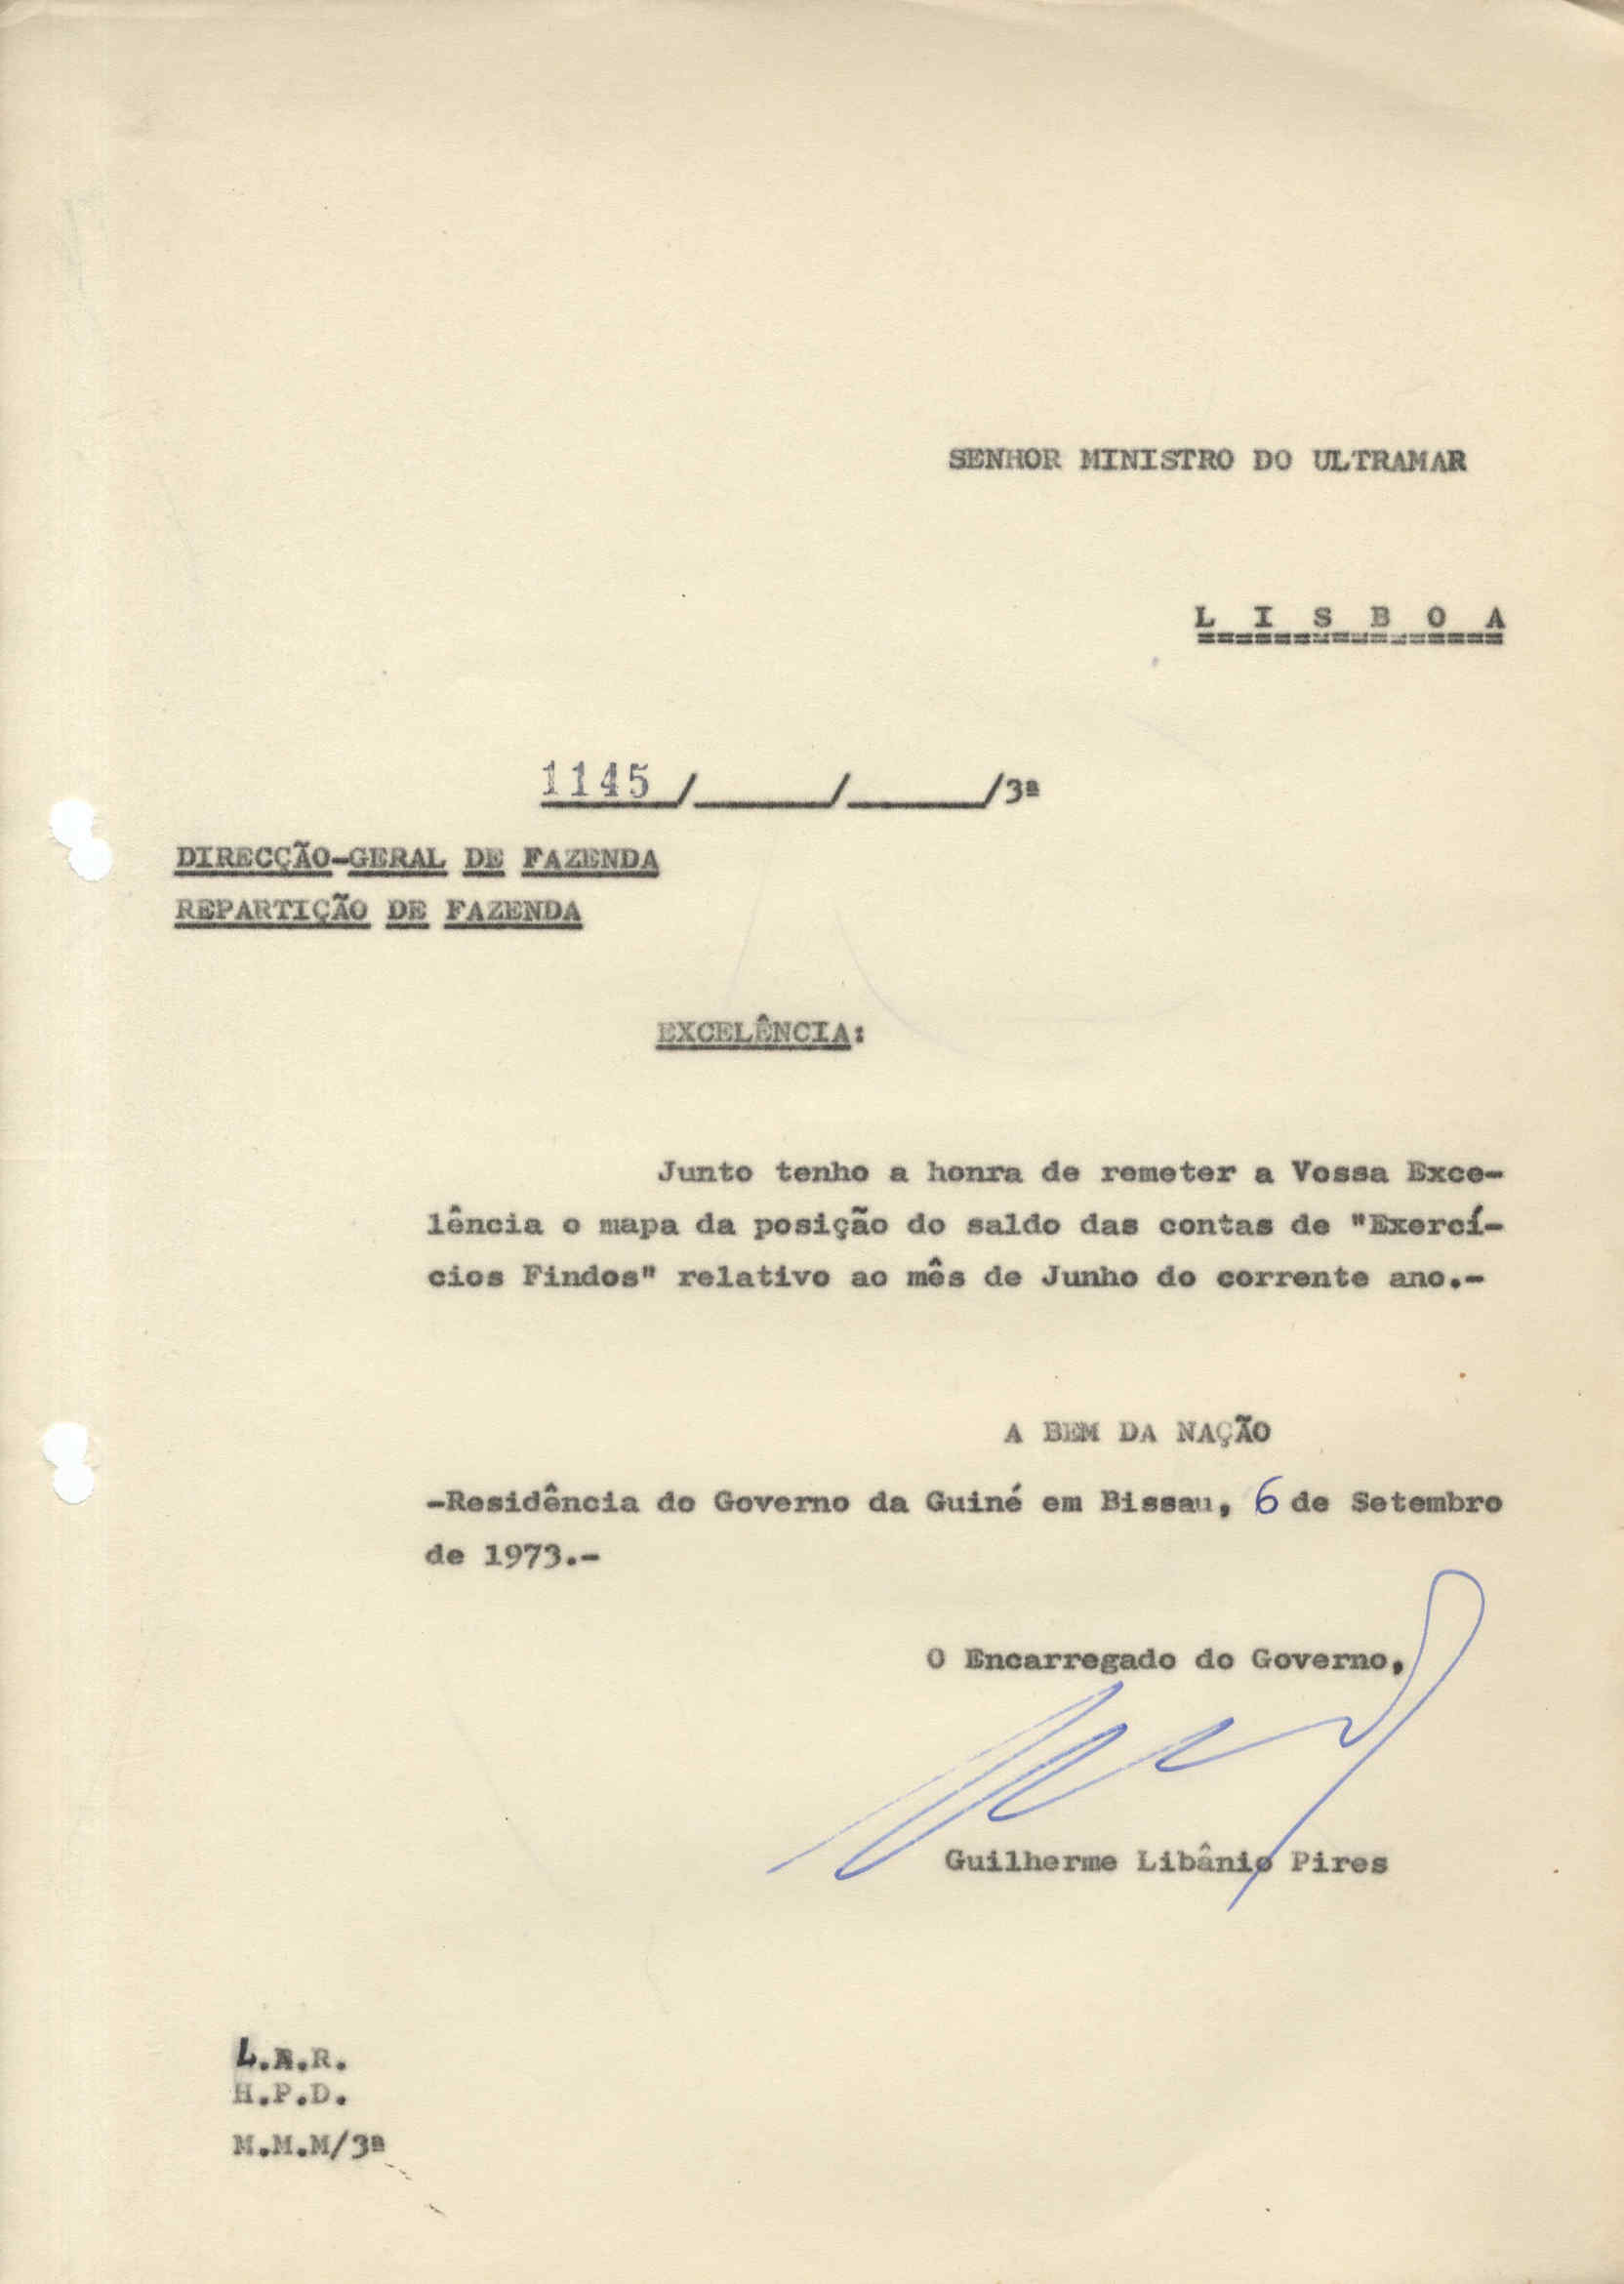 SENHOR MINISTRO DO ULTRAMAR
L I S B O A
1145/______/______/3ª
DIRECÇÃO-GERAL DE FAZENDA
REPARTIÇÃO DE FAZENDA
EXCELÊNCIA:
Junto tenho a honra de remeter a Vossa Exce-
lência o mapa da posição do saldo das contas de "Exercí-
cios Findos" relativo ao mês de Junho do corrente ano.-
A BEM DA NAÇÃO
-Residência do Governo da Guiné em Bissau, 6 de Setembro
de 1973.-
O Encarregado do Governo,
Guilherme Libânio Pires
H.P.D.
M.M.M/3ª